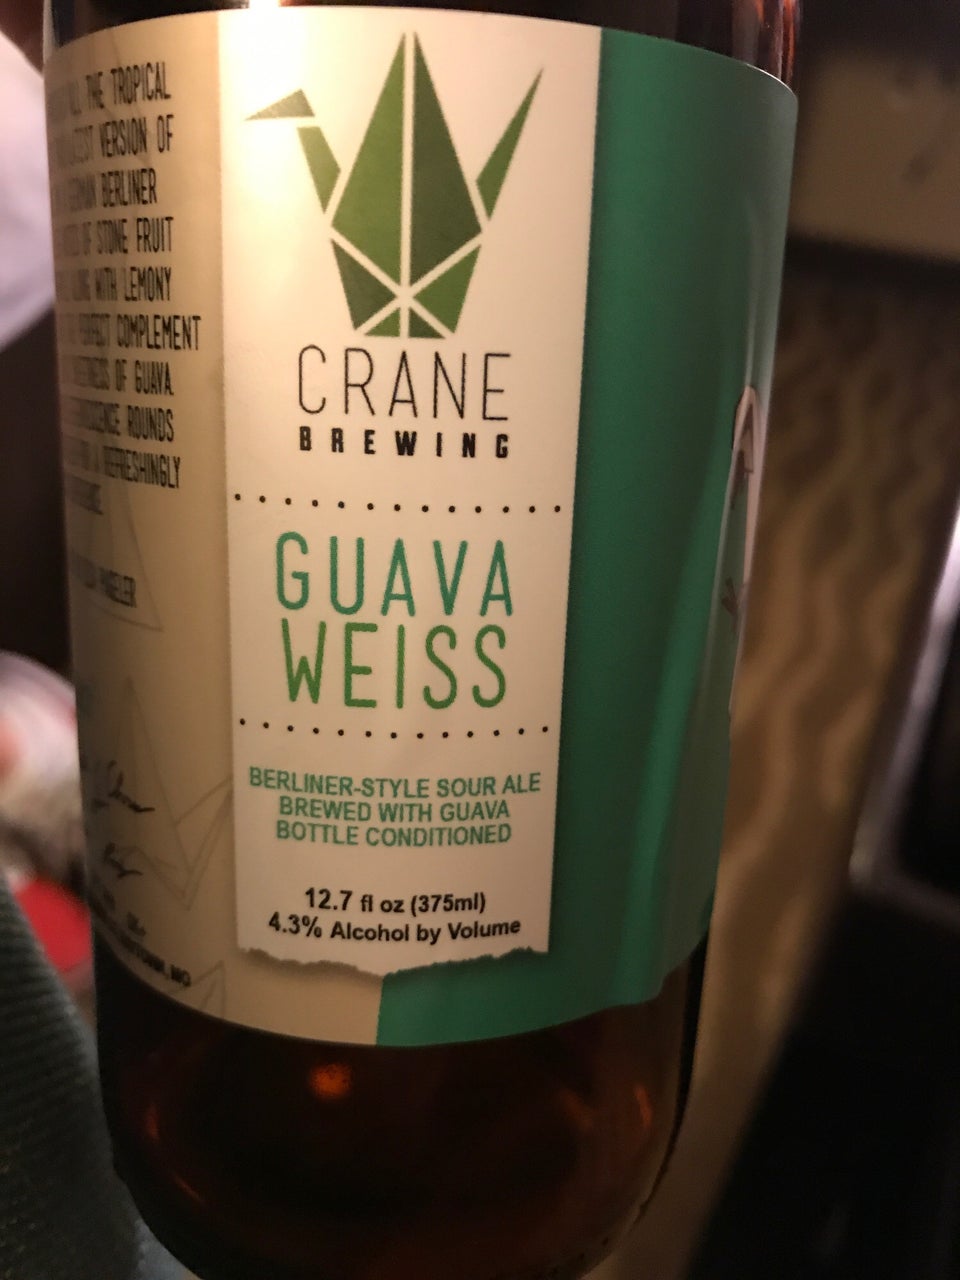 THE TROPICAL
VERSION OF
BERLINER
OF STONE FRUIT
WITH LEMONY
PERFECT COMPLEMENT
OF GUAVA.
ROUNDS
REFRESHINGLY
CRANE
BREWING
GUAVA
WEISS
BERLINER-STYLE SOUR ALE
BREWED WITH GUAVA
BOTTLE CONDITIONED
12.7 fl oz (375ml)
4.3% Alcohol by Volume
MO